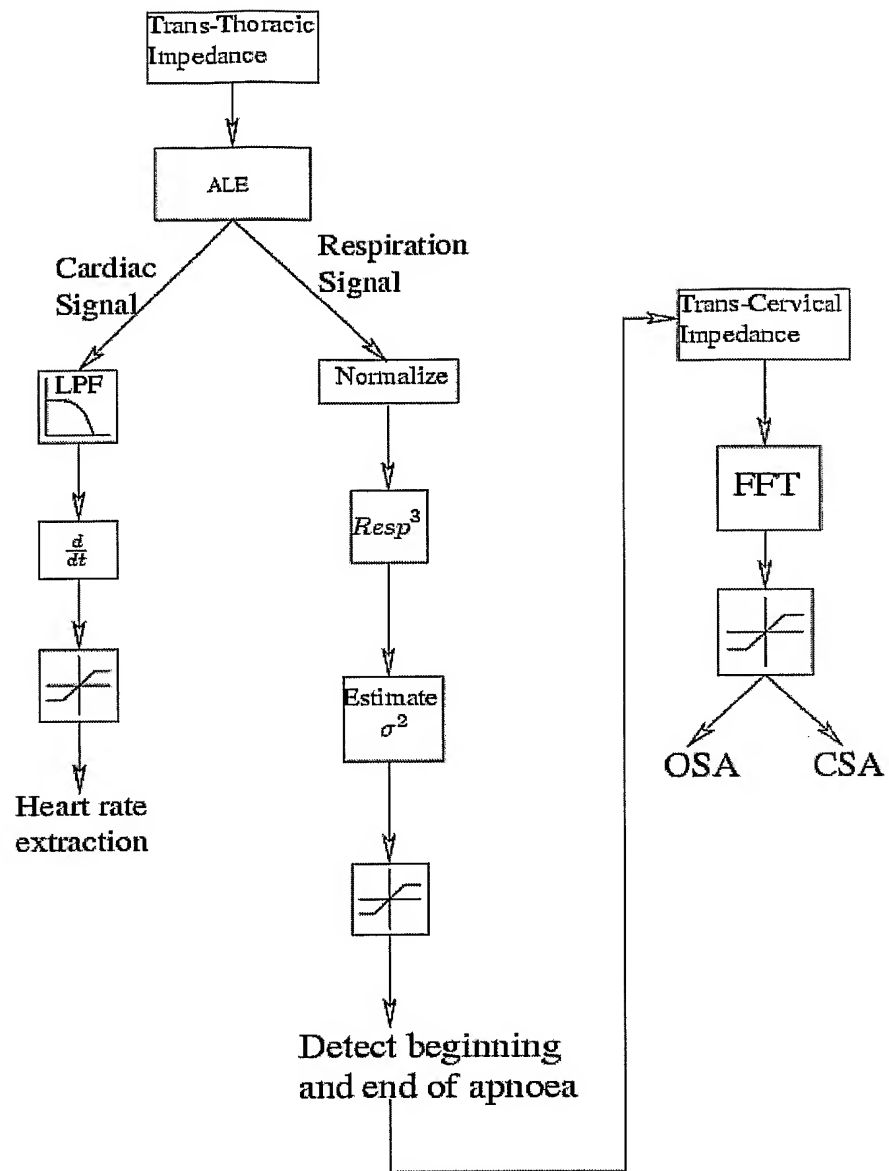 Trans-Thoracic
Impedance
ALE
Cardiac
Signal
Respiration
Signal
LPF
d
dt
Heart rate
extraction
Normalize
Resp³
Estimate
σ²
Detect beginning
and end of apnoea
Trans-Cervical
Impedance
FFT
OSA
CSA